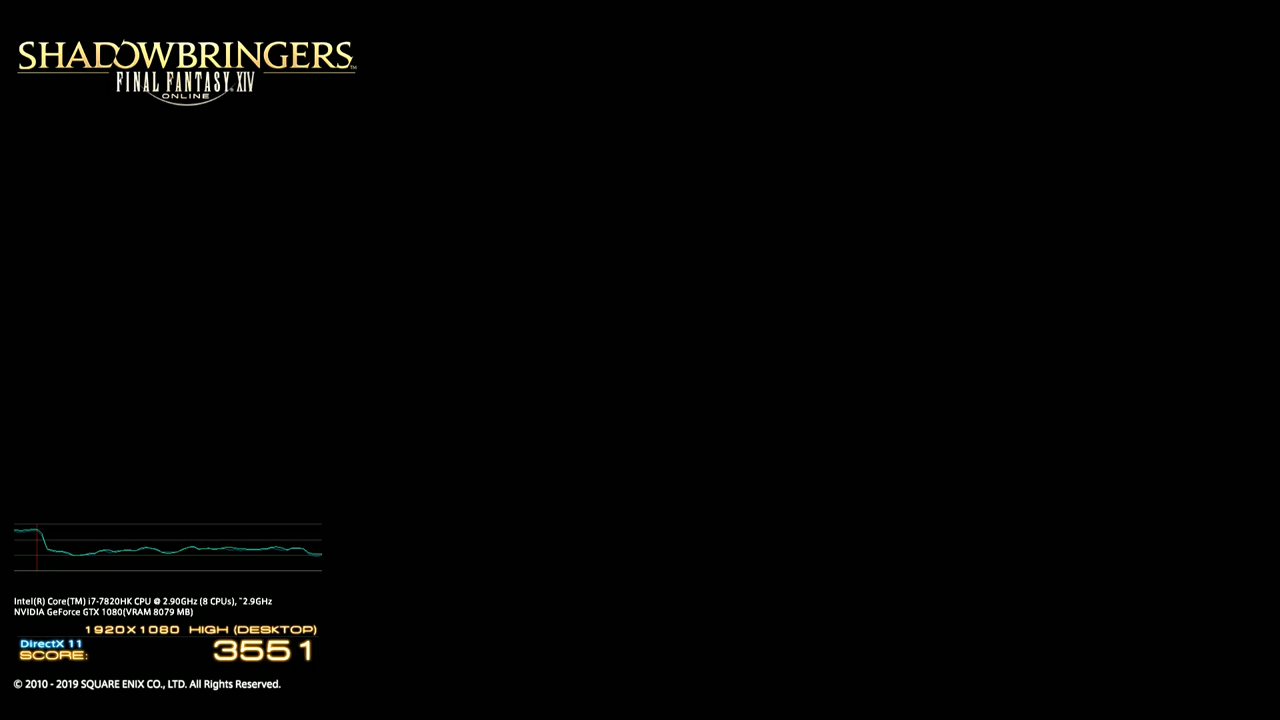 SHADOWBRINGERS™
FINAL FANTASY® XIV
ONLINE
Intel(R) Core(TM) i7-7820HK CPU @ 2.90GHz (8 CPUs), ~2.9GHz
NVIDIA GeForce GTX 1080(VRAM 8079 MB)
1920X1080 HIGH (DESKTOP)
DirectX 11
SCORE: 3551
© 2010 - 2019 SQUARE ENIX CO., LTD. All Rights Reserved.